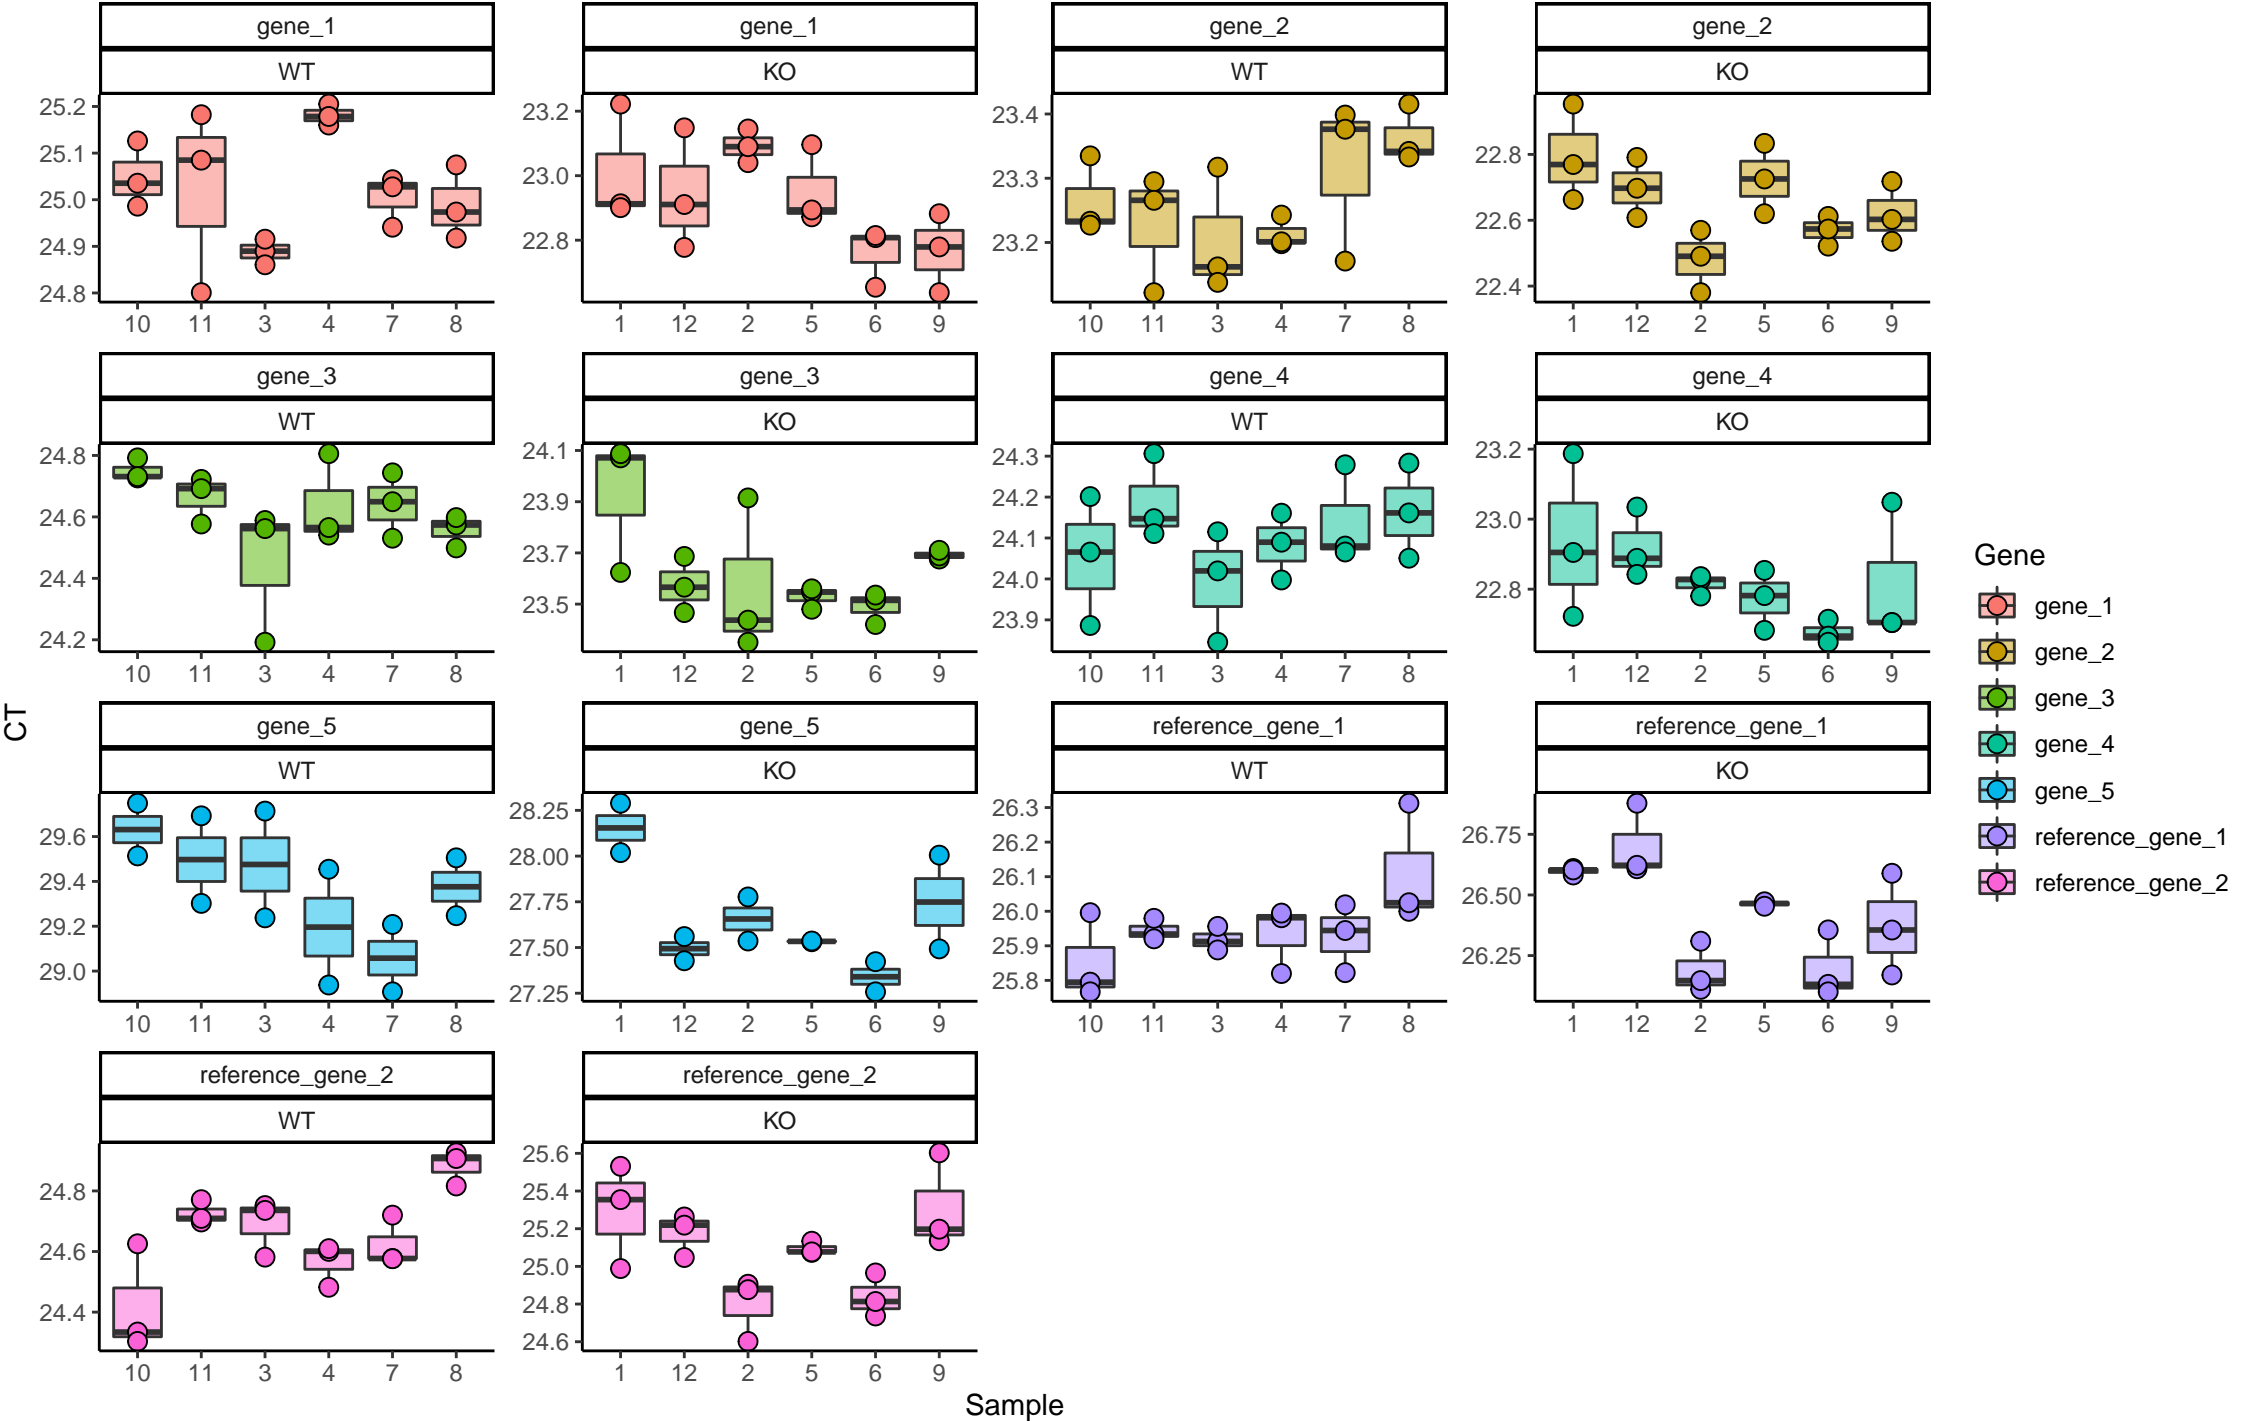 gene_1 gene_1 gene_2 gene_2
WT KO WT KO
25.2 25.1 25.0 24.9 24.8
23.2 23.0 22.8
23.4 23.3 23.2
22.8 22.6 22.4
10 11 3 4 7 8
1 12 2 5 6 9
10 11 3 4 7 8
1 12 2 5 6 9
gene_3 gene_3 gene_4 gene_4
WT KO WT KO
24.8 24.6 24.4 24.2
24.1 23.9 23.7 23.5
24.3 24.2 24.1 24.0 23.9
23.2 23.0 22.8
10 11 3 4 7 8
1 12 2 5 6 9
10 11 3 4 7 8
1 12 2 5 6 9
CT
gene_5 gene_5 reference_gene_1 reference_gene_1
WT KO WT KO
29.6 29.4 29.2 29.0
28.25 28.00 27.75 27.50 27.25
26.3 26.2 26.1 26.0 25.9 25.8
26.75 26.50 26.25
10 11 3 4 7 8
1 12 2 5 6 9
10 11 3 4 7 8
1 12 2 5 6 9
reference_gene_2 reference_gene_2
WT KO
24.8 24.6 24.4
25.6 25.4 25.2 25.0 24.8 24.6
10 11 3 4 7 8
1 12 2 5 6 9
Sample
Gene
gene_1
gene_2
gene_3
gene_4
gene_5
reference_gene_1
reference_gene_2